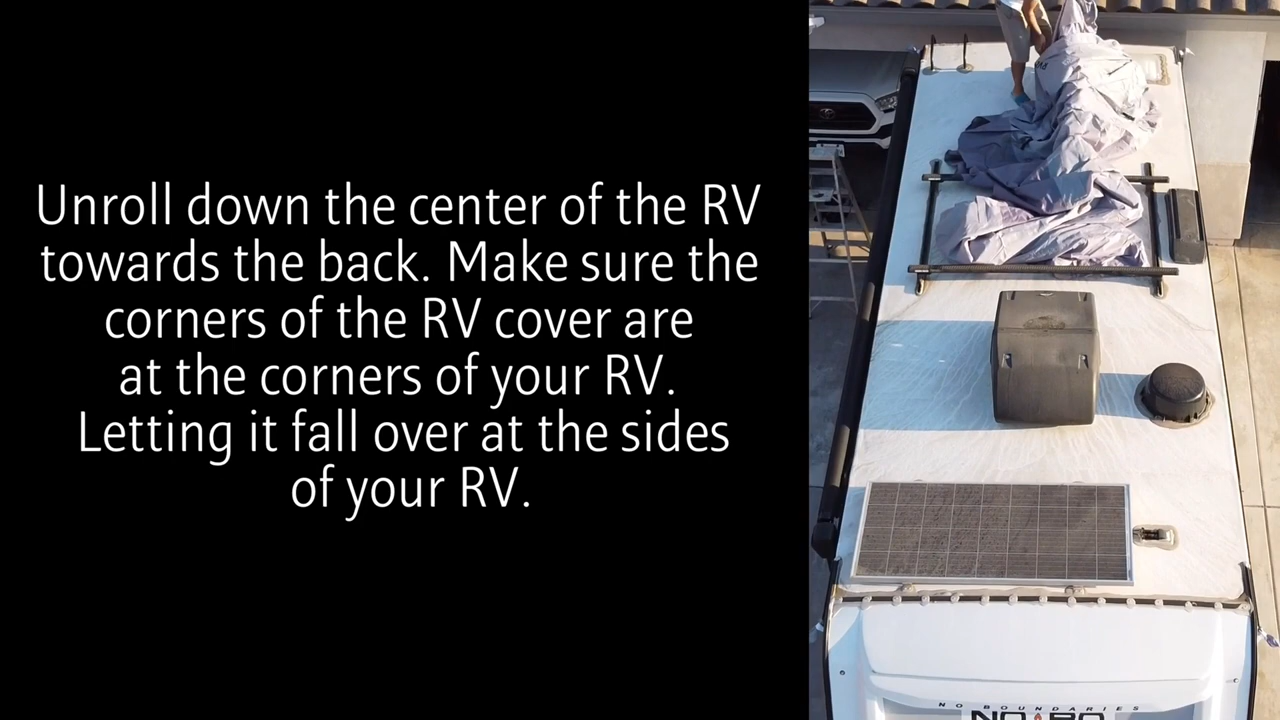 Unroll down the center of the RV
towards the back. Make sure the
corners of the RV cover are
at the corners of your RV.
Letting it fall over at the sides
of your RV.
NO BOUNDARIES
NOBO